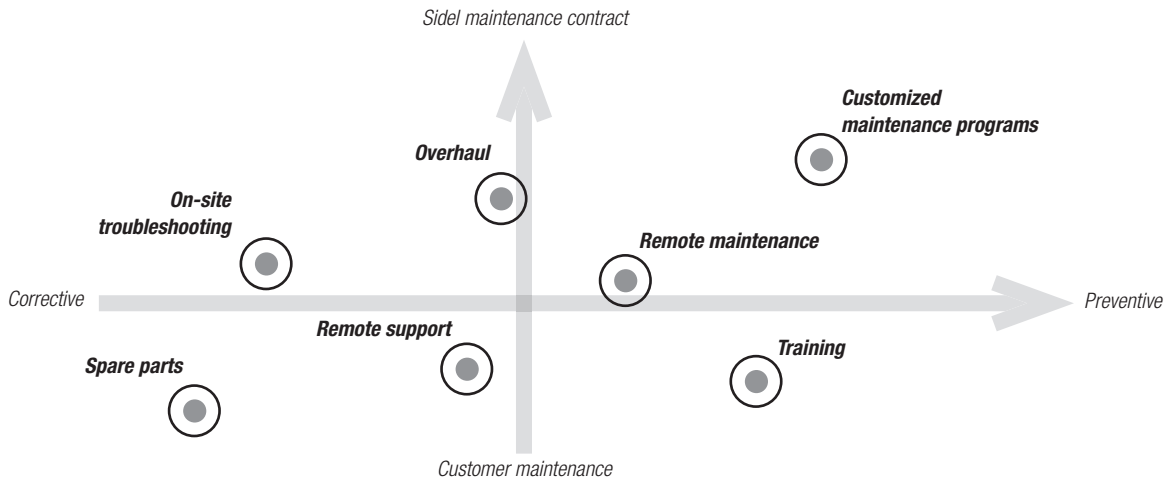 Sidel maintenance contract
Customized
maintenance programs
Overhaul
On-site
troubleshooting
Remote maintenance
Corrective
Preventive
Remote support
Training
Spare parts
Customer maintenance